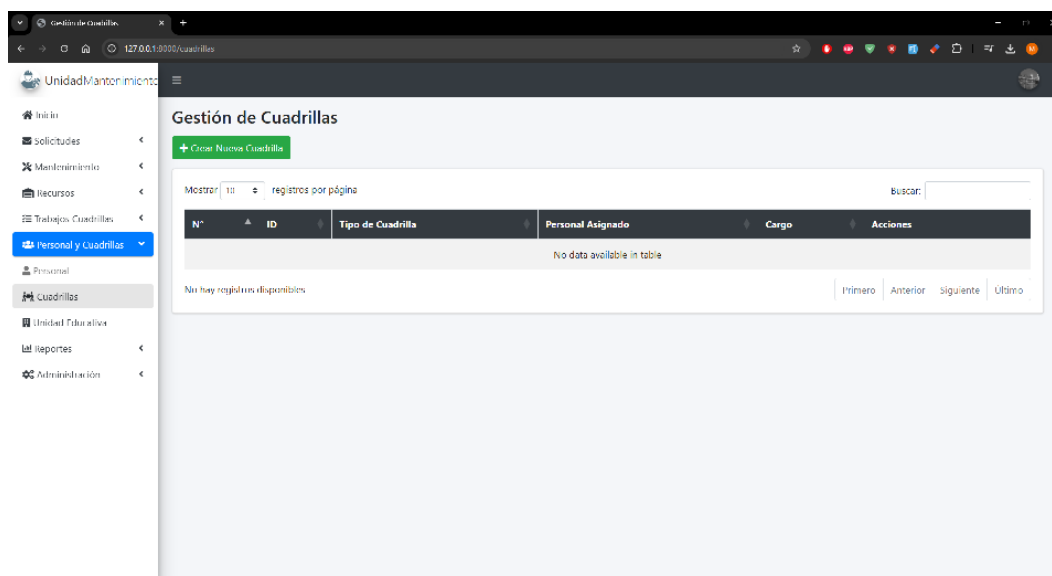 Gestión de Cuadrillas
127.0.0.1:8000/cuadrillas
UnidadMantenimiento
Inicio
Solicitudes
Mantenimiento
Recursos
Trabajos Cuadrillas
Personal y Cuadrillas
Personal
Cuadrillas
Unidad Educativa
Reportes
Administración
Gestión de Cuadrillas
+ Crear Nueva Cuadrilla
Mostrar 10 registros por página Buscar:
N° ID Tipo de Cuadrilla Personal Asignado Cargo Acciones
No data available in table
No hay registros disponibles Primero Anterior Siguiente Último